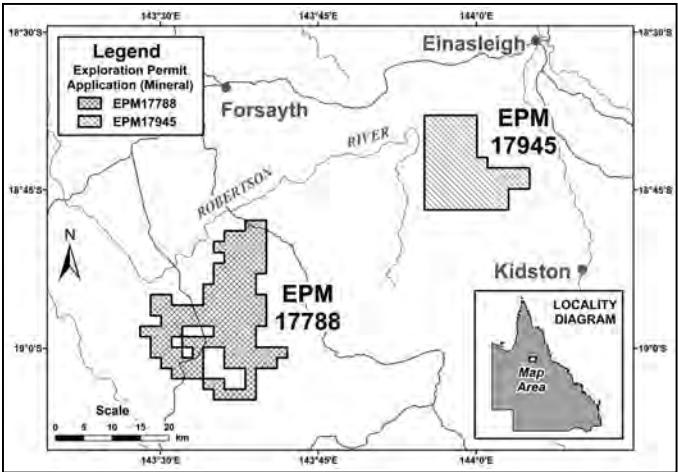 143°30'E 143°45'E 144°0'E
18°30'S 18°30'S
Legend
Exploration Permit
Application (Mineral)
EPM17788
EPM17945
Einasleigh
Forsayth
EPM
17945
ROBERTSON RIVER
18°45'S 18°45'S
N
Kidston
EPM
17788
LOCALITY
DIAGRAM
Map
Area
19°0'S 19°0'S
Scale
0 5 10 15 20
km
143°30'E 143°45'E 144°0'E